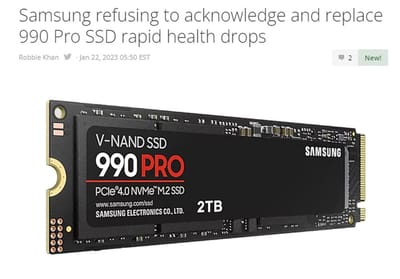 Samsung refusing to acknowledge and replace
990 Pro SSD rapid health drops
Robbie Khan · Jan 22, 2023 05:50 EST
2 New!
V-NAND SSD
990 PRO
SAMSUNG
PCIe® 4.0 NVMe™ M.2 SSD
www.samsung.com/ssd
SAMSUNG ELECTRONICS CO., LTD.
2TB